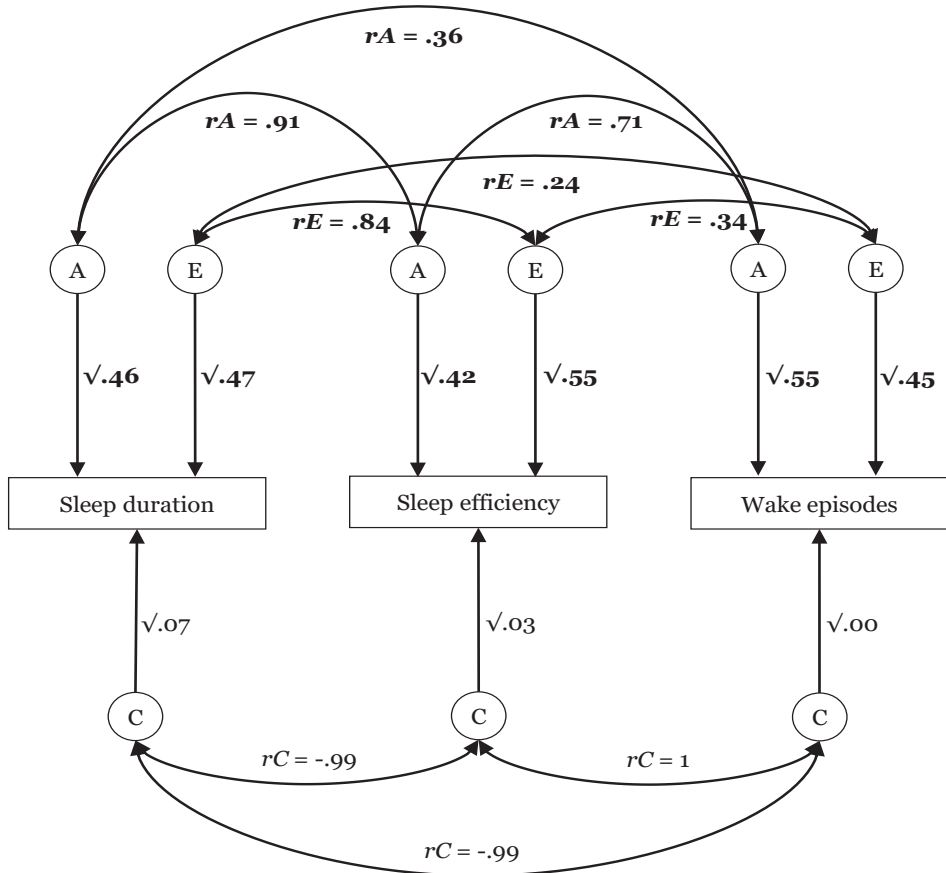 rA = .36
rA = .91
rA = .71
rE = .24
rE = .84
rE = .34
A
E
A
E
A
E
√.46
√.47
√.42
√.55
√.55
√.45
Sleep duration
Sleep efficiency
Wake episodes
√.07
√.03
√.00
C
C
C
rC = -.99
rC = 1
rC = -.99